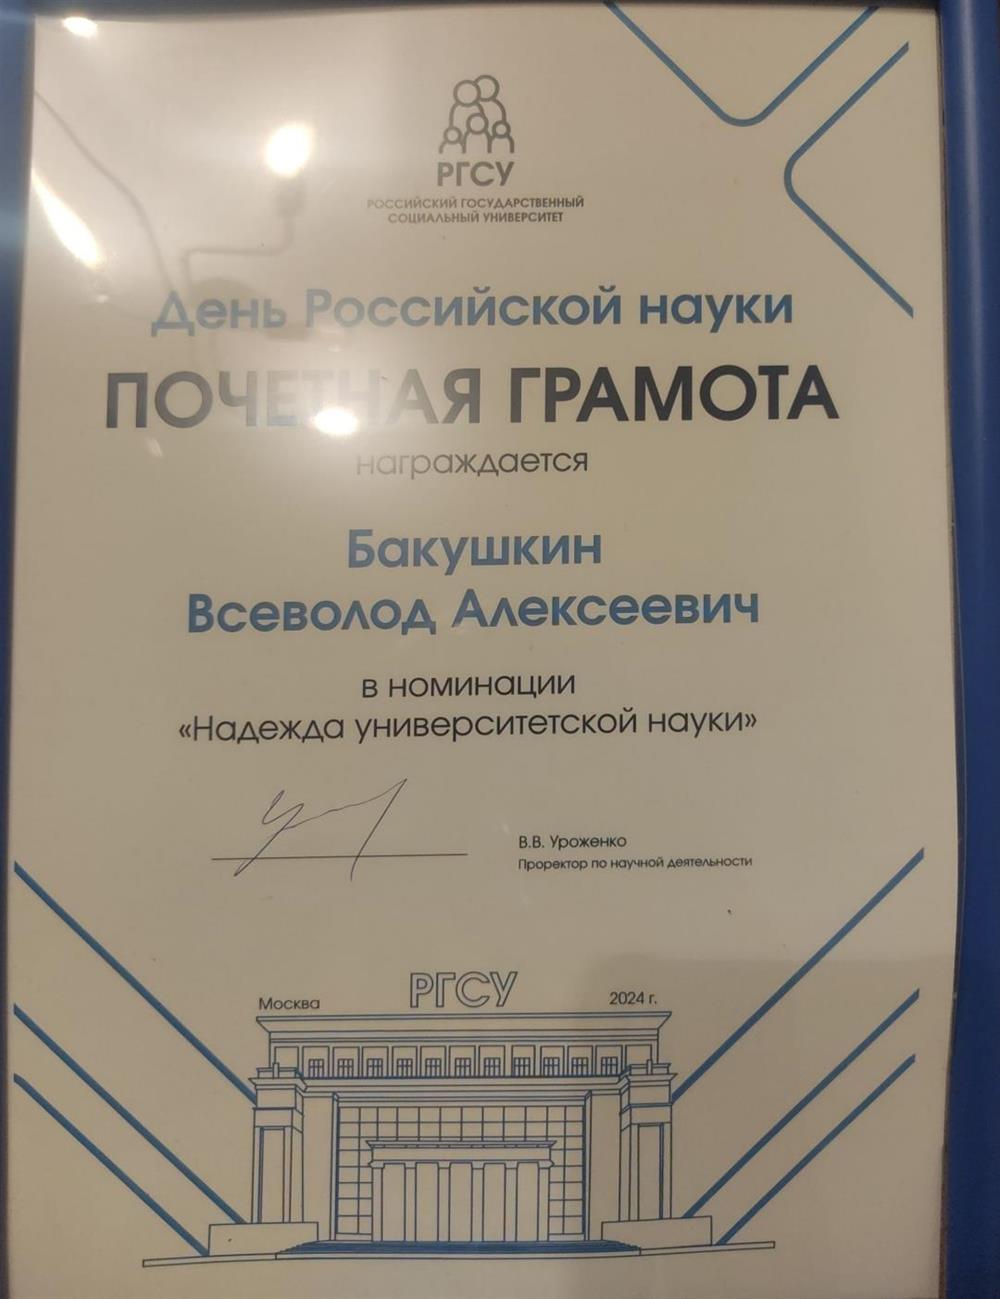 РГСУ
РОССИЙСКИЙ ГОСУДАРСТВЕННЫЙ
СОЦИАЛЬНЫЙ УНИВЕРСИТЕТ
День Российской науки
ПОЧЕТНАЯ ГРАМОТА
награждается
Бакушкин
Всеволод Алексеевич
в номинации
«Надежда университетской науки»
В.В. Уроженко
Проректор по научной деятельности
РГСУ
Москва 2024 г.